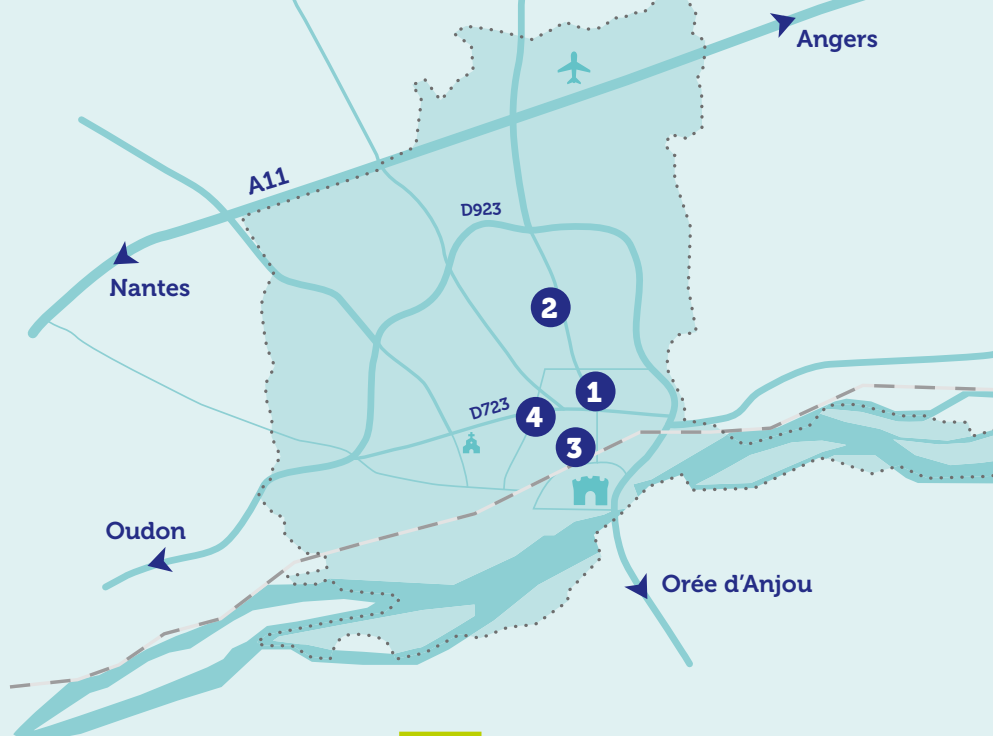 Angers
A11
D923
Nantes
2
1
D723
4
3
Oudon
Orée d'Anjou